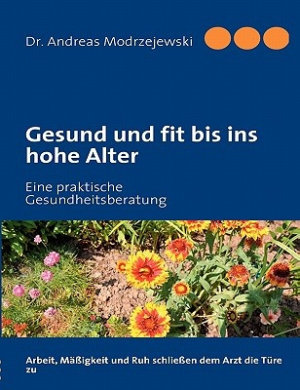 Dr. Andreas Modrzejewski
Gesund und fit bis ins
hohe Alter
Eine praktische
Gesundheitsberatung
Arbeit, Mäßigkeit und Ruh schließen dem Arzt die Türe
zu